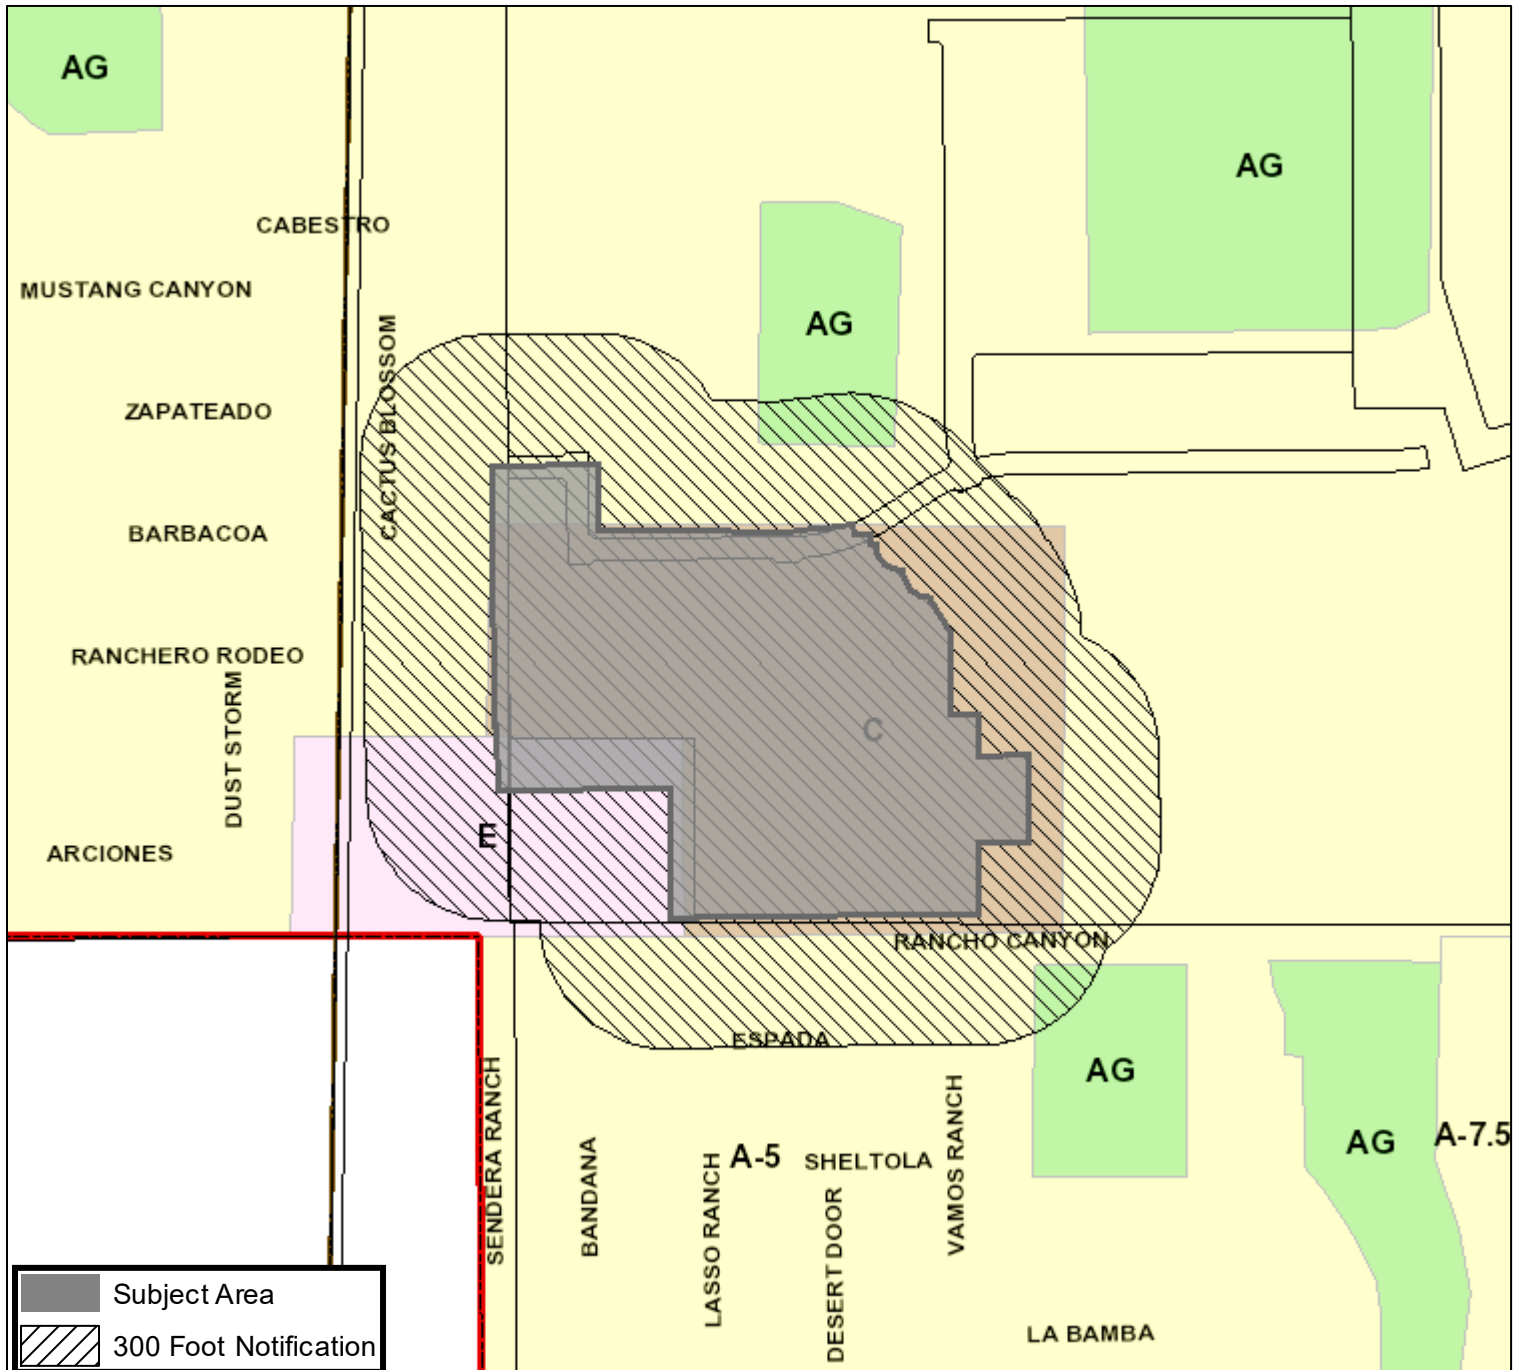 AG
AG
CABESTRO
MUSTANG CANYON
AG
CACTUS BLOSSOM
ZAPATEADO
BARBACOA
RANCHERO RODEO
DUST STORM
C
E
ARCIONES
RANCHO CANYON
ESPADA
AG
SENDERA RANCH
BANDANA
LASSO RANCH
A-5
SHELTOLA
DESERT DOOR
VAMOS RANCH
AG
A-7.5
LA BAMBA
Subject Area
300 Foot Notification